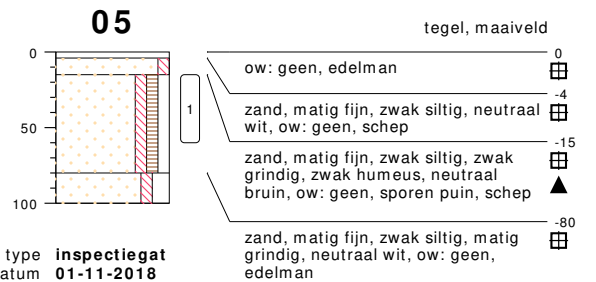 05
tegel, maaiveld
0
0
ow: geen, edelman
-4
zand, matig fijn, zwak siltig, neutraal
wit, ow: geen, schep
1
50
-15
zand, matig fijn, zwak siltig, zwak
grindig, zwak humeus, neutraal
bruin, ow: geen, sporen puin, schep
100
-80
zand, matig fijn, zwak siltig, matig
grindig, neutraal wit, ow: geen,
edelman
type inspectiegat
atum 01-11-2018